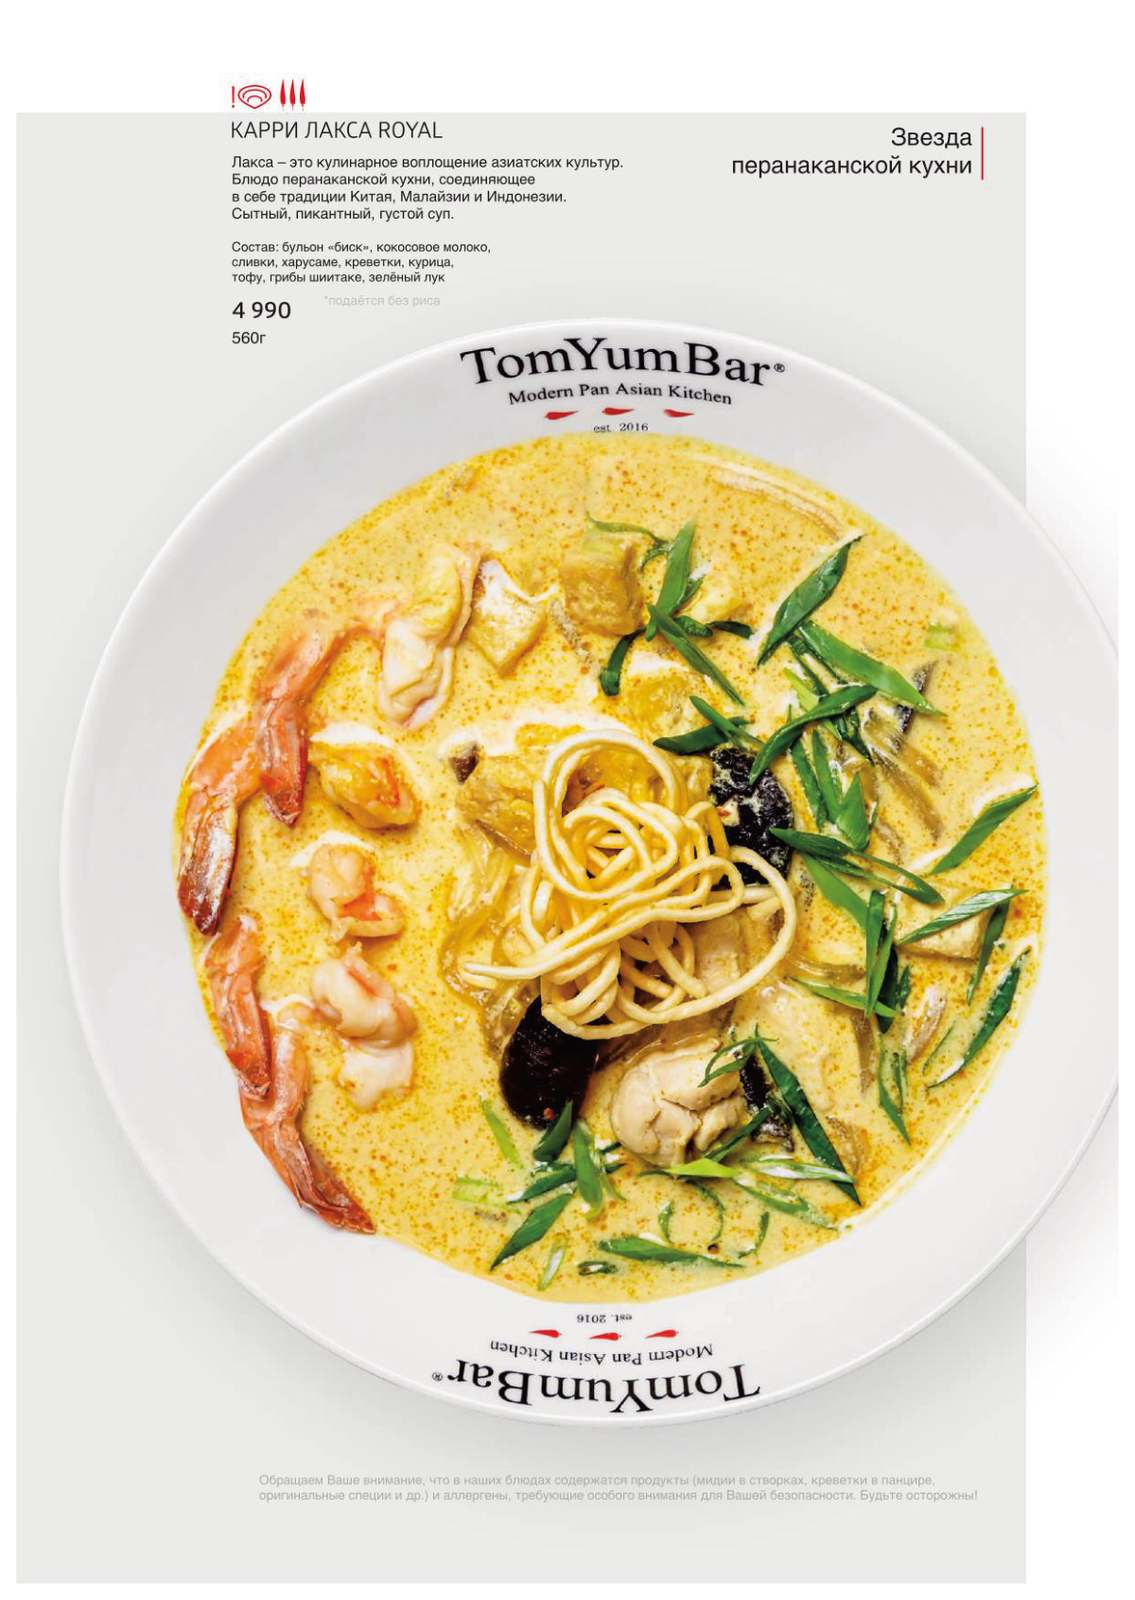 КАРРИ ЛАКСА ROYAL
Лакса – это кулинарное воплощение азиатских культур.
Блюдо перанаканской кухни, соединяющее
в себе традиции Китая, Малайзии и Индонезии.
Сытный, пикантный, густой суп.
Состав: бульон «биск», кокосовое молоко,
сливки, харусаме, креветки, курица,
тофу, грибы шиитаке, зелёный лук
4 990
*подаётся без риса
560г
Звезда
перанаканской кухни
TomYumBar®
Modern Pan Asian Kitchen
est. 2016
est. 2016
Modern Pan Asian Kitchen
TomYumBar®
Обращаем Ваше внимание, что в наших блюдах содержатся продукты (мидии в створках, креветки в панцире,
оригинальные специи и др.) и аллергены, требующие особого внимания для Вашей безопасности. Будьте осторожны!